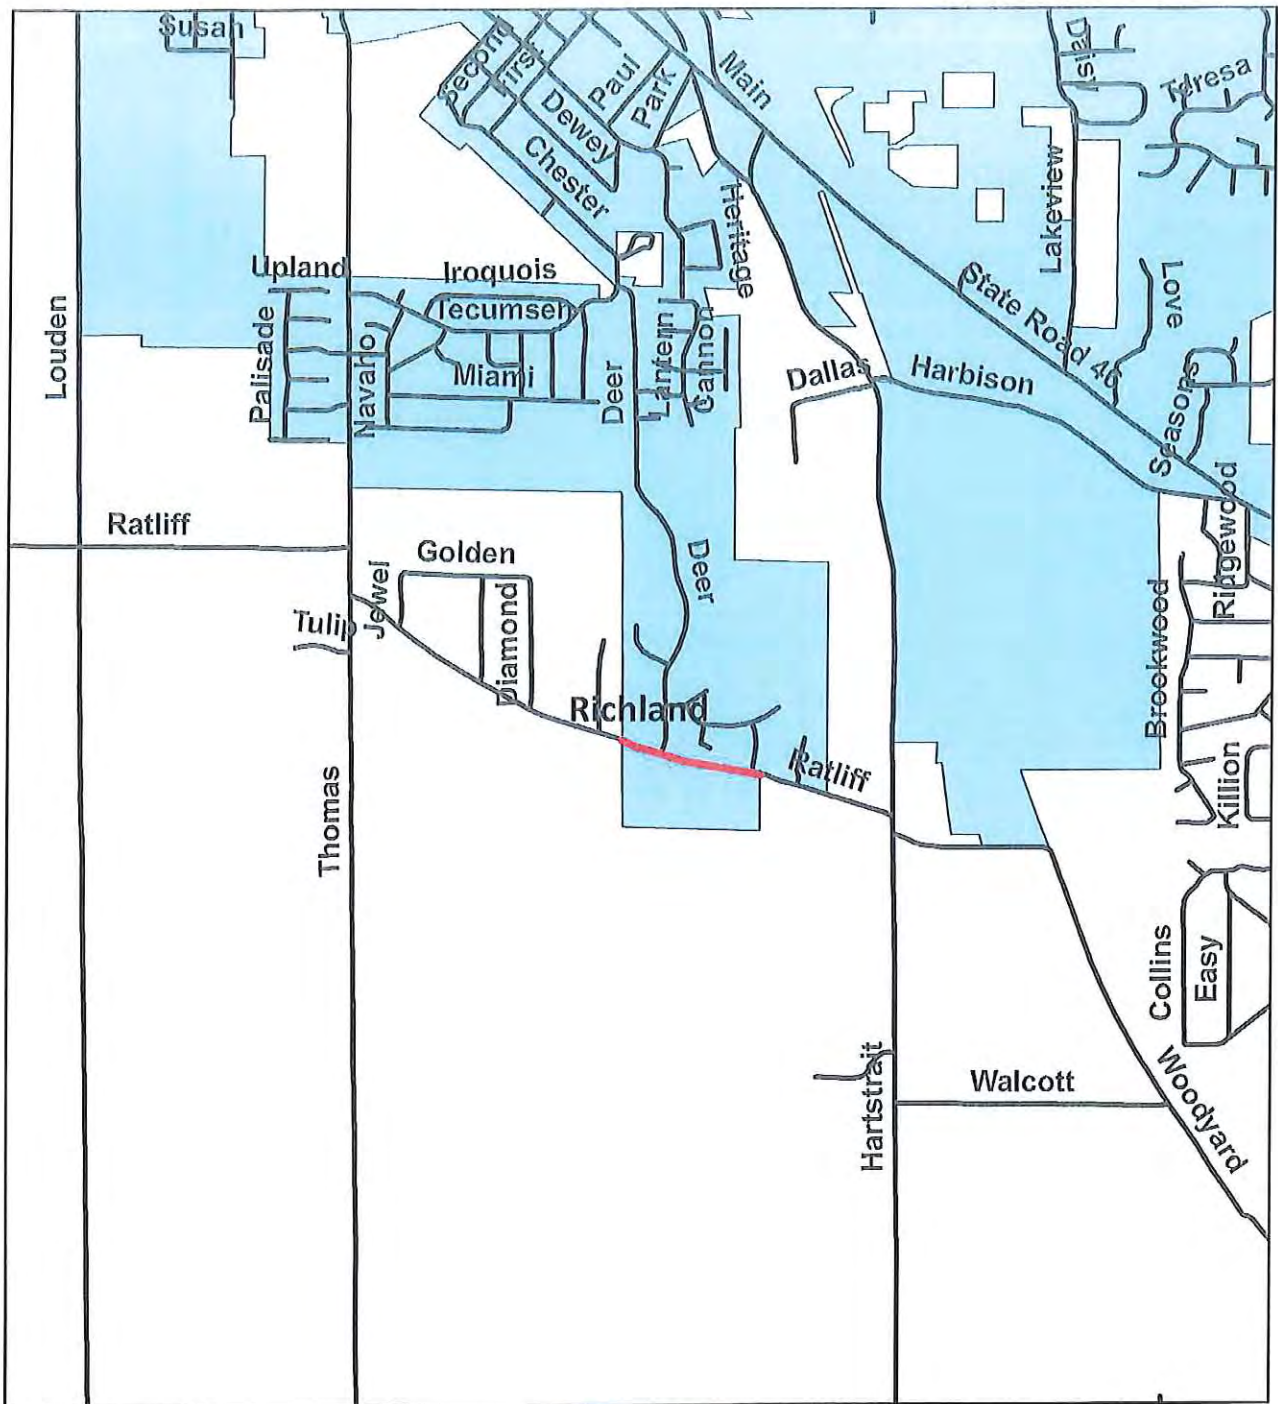 Susan
Second
First
Paul
Park
Main
Daisy
Teresa
Dewey
Chester
Heritage
Lakeview
Love
Upland
Iroquois
Tecumseh
Louden
Palisade
Navaho
Miami
Deer
Lantern
Cannon
Dallas
State Road 46
Harbison
Seasons
Ratliff
Golden
Jewel
Diamond
Tulip
Deer
Ridgewood
Brookwood
Richland
Ratliff
Killion
Thomas
Collins
Easy
Hartstrait
Walcott
Woodyard